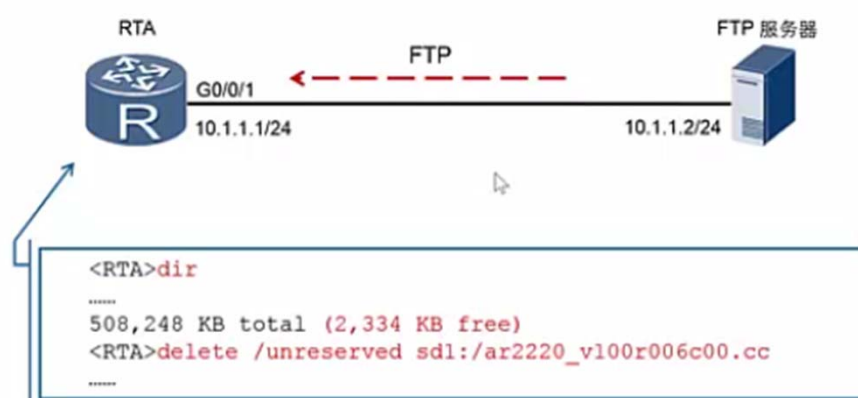 RTA
FTP 服务器
FTP
G0/0/1
R
10.1.1.1/24
10.1.1.2/24
<RTA>dir
……
508,248 KB total (2,334 KB free)
<RTA>delete /unreserved sd1:/ar2220_v100r006c00.cc
……